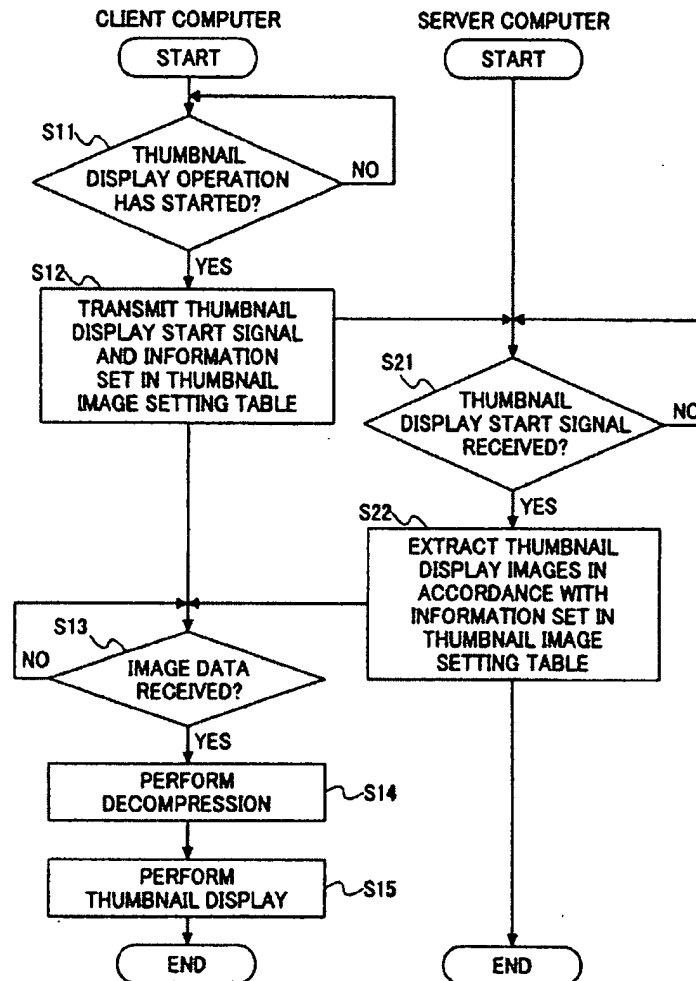 CLIENT COMPUTER
START
S11
THUMBNAIL
DISPLAY OPERATION
HAS STARTED?
NO
YES
S12
TRANSMIT THUMBNAIL
DISPLAY START SIGNAL
AND INFORMATION
SET IN THUMBNAIL
IMAGE SETTING TABLE
S13
NO
IMAGE DATA
RECEIVED?
YES
PERFORM
DECOMPRESSION
S14
PERFORM
THUMBNAIL DISPLAY
S15
END
SERVER COMPUTER
START
S21
THUMBNAIL
DISPLAY START SIGNAL
RECEIVED?
NO
YES
S22
EXTRACT THUMBNAIL
DISPLAY IMAGES IN
ACCORDANCE WITH
INFORMATION SET IN
THUMBNAIL IMAGE
SETTING TABLE
END